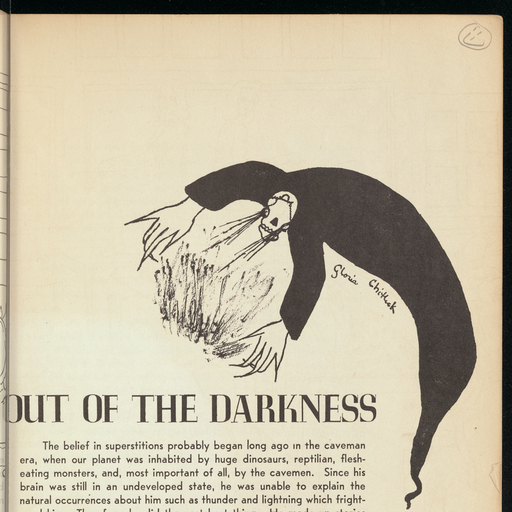 Gloria
OUT OF THE DARKNESS
The belief in superstitions probably began long ago in the caveman
era, when our planet was inhabited by huge dinosaurs, reptilian, flesh-
eating monsters, and, most important of all, by the cavemen. Since his
brain was still in an undeveloped state, he was unable to explain the
natural occurrences about him such as thunder and lightning which fright-